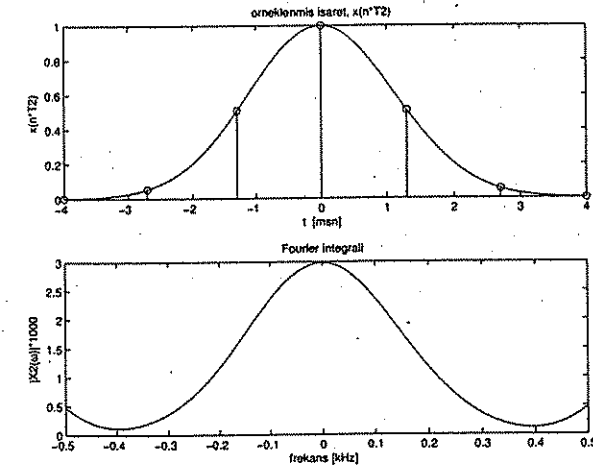 orneklenmis isaret, x(n*T2)
x(n*T2)
1
0.8
0.6
0.4
0.2
0
-4 -3 -2 -1 0 1 2 3 4
t [msn]
Fourier integrali
|X2(ω)|*1000
3
2.5
2
1.5
1
0.5
0
-0.5 -0.4 -0.3 -0.2 -0.1 0 0.1 0.2 0.3 0.4 0.5
frekans [kHz]